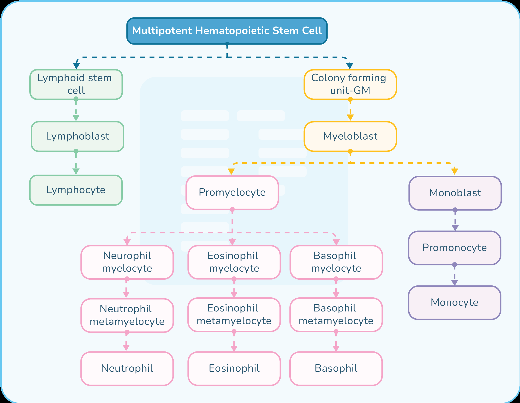 Multipotent Hematopoietic Stem Cell
Lymphoid stem
cell
Colony forming
unit-GM
Lymphoblast
Myeloblast
Lymphocyte
Promyelocyte
Monoblast
Neurophil
myelocyte
Eosinophil
myelocyte
Basophil
myelocyte
Promonocyte
Neutrophil
metamyelocyte
Eosinophil
metamyelocyte
Basophil
metamyelocyte
Monocyte
Neutrophil
Eosinophil
Basophil